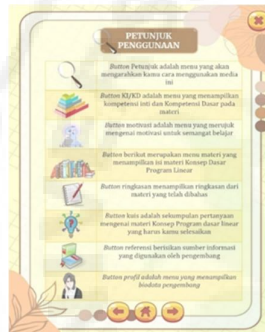 PETUNJUK
PENGGUNAAN
Button Petunjuk adalah menu yang akan
mengarahkan kamu cara menggunakan media
ini
Button KI/KD adalah menu yang menampilkan
kompetensi inti dan Kompetensi Dasar pada
materi
Button motivasi adalah menu yang merujuk
mengenai motivasi untuk semangat belajar
Button berikut merupakan menu materi yang
menampilkan isi materi Konsep Dasar
Program Linear
Button ringkasan menampilkan ringkasan dari
materi yang telah dibahas
Button kuis adalah sekumpulan pertanyaan
mengenai materi Konsep Program dasar linear
yang harus kamu selesaikan
Button referensi berisikan sumber informasi
yang digunakan oleh pengembang
Button profil adalah menu yang menampilkan
biodata pengembang